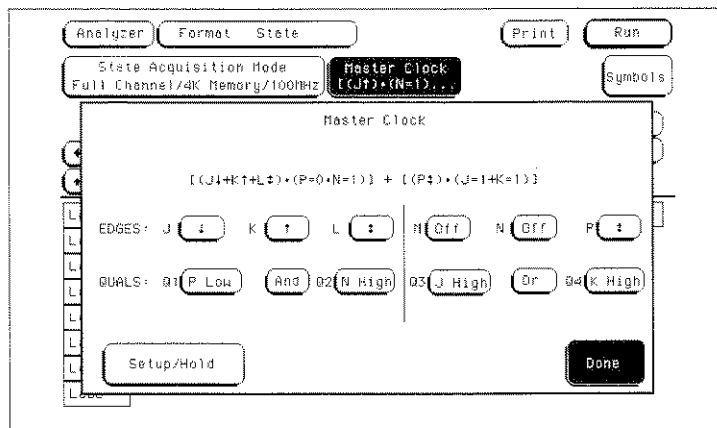 Analyzer Format State Print Run
State Acquisition Mode
Full Channel/4K Memory/100MHz
Master Clock
[(J↑)•(N=1)...
Symbols
Master Clock
[(J↓+K↑+L↕)•(P=0•N=1)] + [(P↕)•(J=1+K=1)]
EDGES: J ↓ K ↑ L ↕ M Off N Off P ↕
QUALS: Q1 P Low And Q2 N High Q3 J High Or Q4 K High
Setup/Hold Done